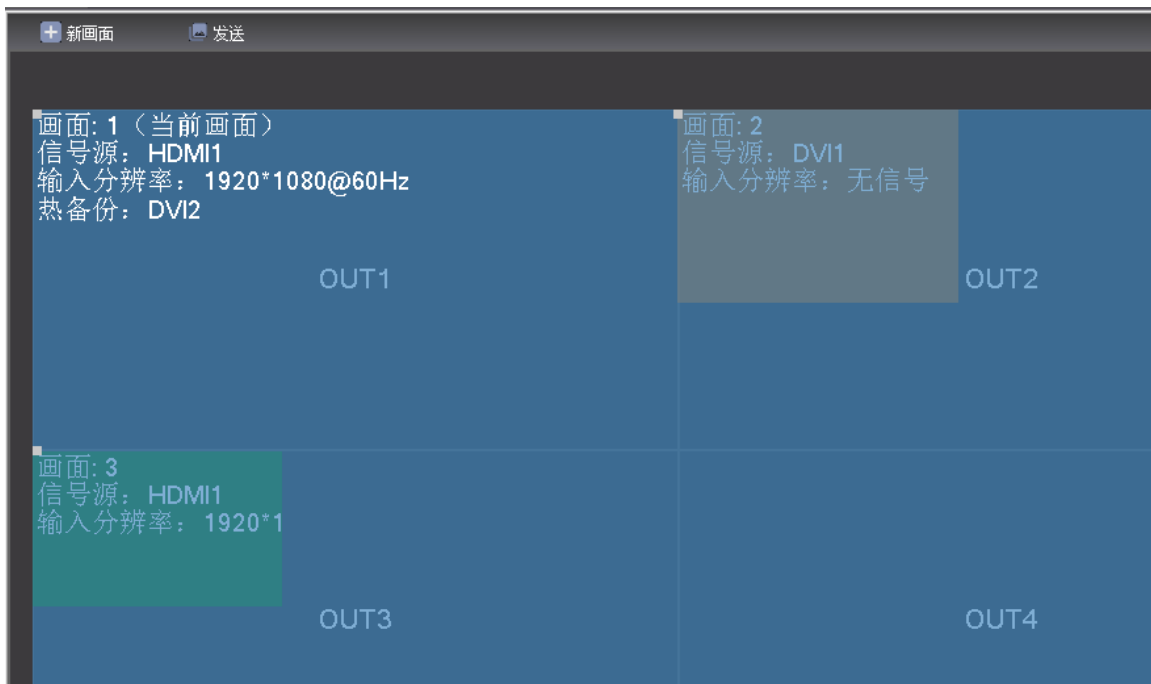 新画面 发送
画面: 1（当前画面）
信号源：HDMI1
输入分辨率：1920*1080@60Hz
热备份：DVI2
OUT1
画面: 2
信号源：DVI1
输入分辨率：无信号
OUT2
画面: 3
信号源：HDMI1
输入分辨率：1920*1
OUT3
OUT4